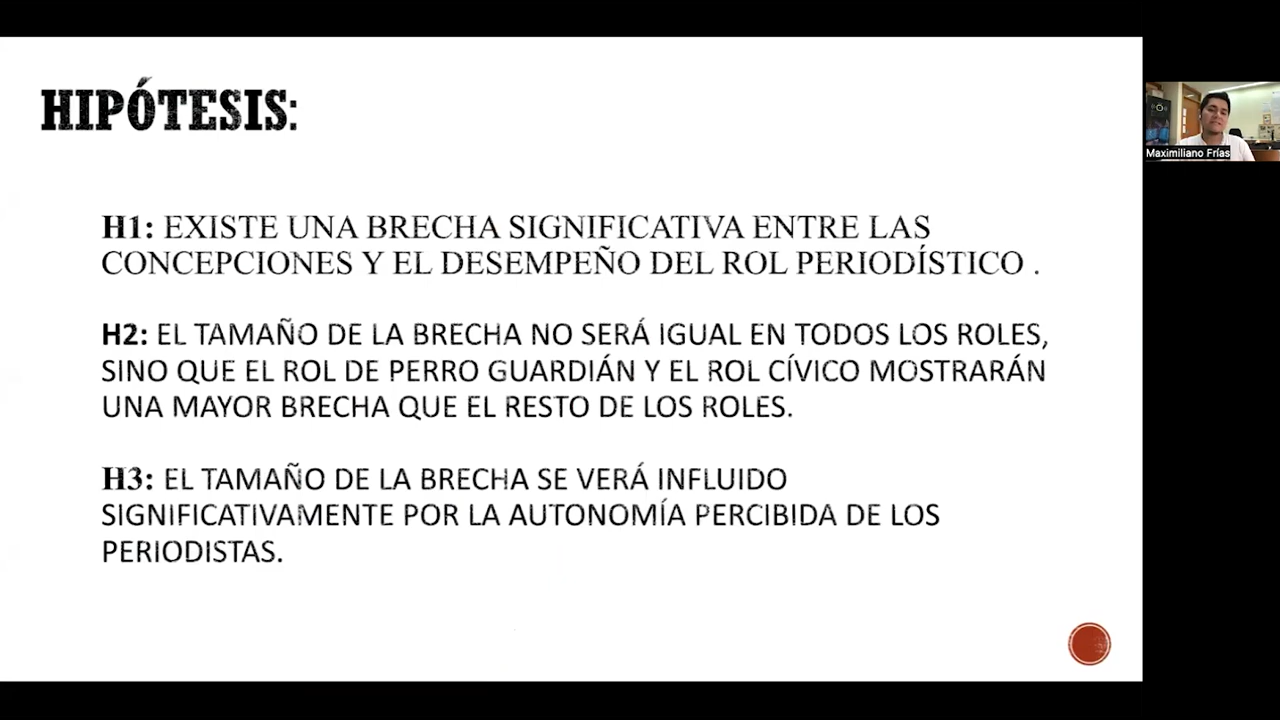 HIPÓTESIS:
H1: EXISTE UNA BRECHA SIGNIFICATIVA ENTRE LAS
CONCEPCIONES Y EL DESEMPEÑO DEL ROL PERIODÍSTICO .
H2: EL TAMAÑO DE LA BRECHA NO SERÁ IGUAL EN TODOS LOS ROLES,
SINO QUE EL ROL DE PERRO GUARDIÁN Y EL ROL CÍVICO MOSTRARÁN
UNA MAYOR BRECHA QUE EL RESTO DE LOS ROLES.
H3: EL TAMAÑO DE LA BRECHA SE VERÁ INFLUIDO
SIGNIFICATIVAMENTE POR LA AUTONOMÍA PERCIBIDA DE LOS
PERIODISTAS.
Maximiliano Frías